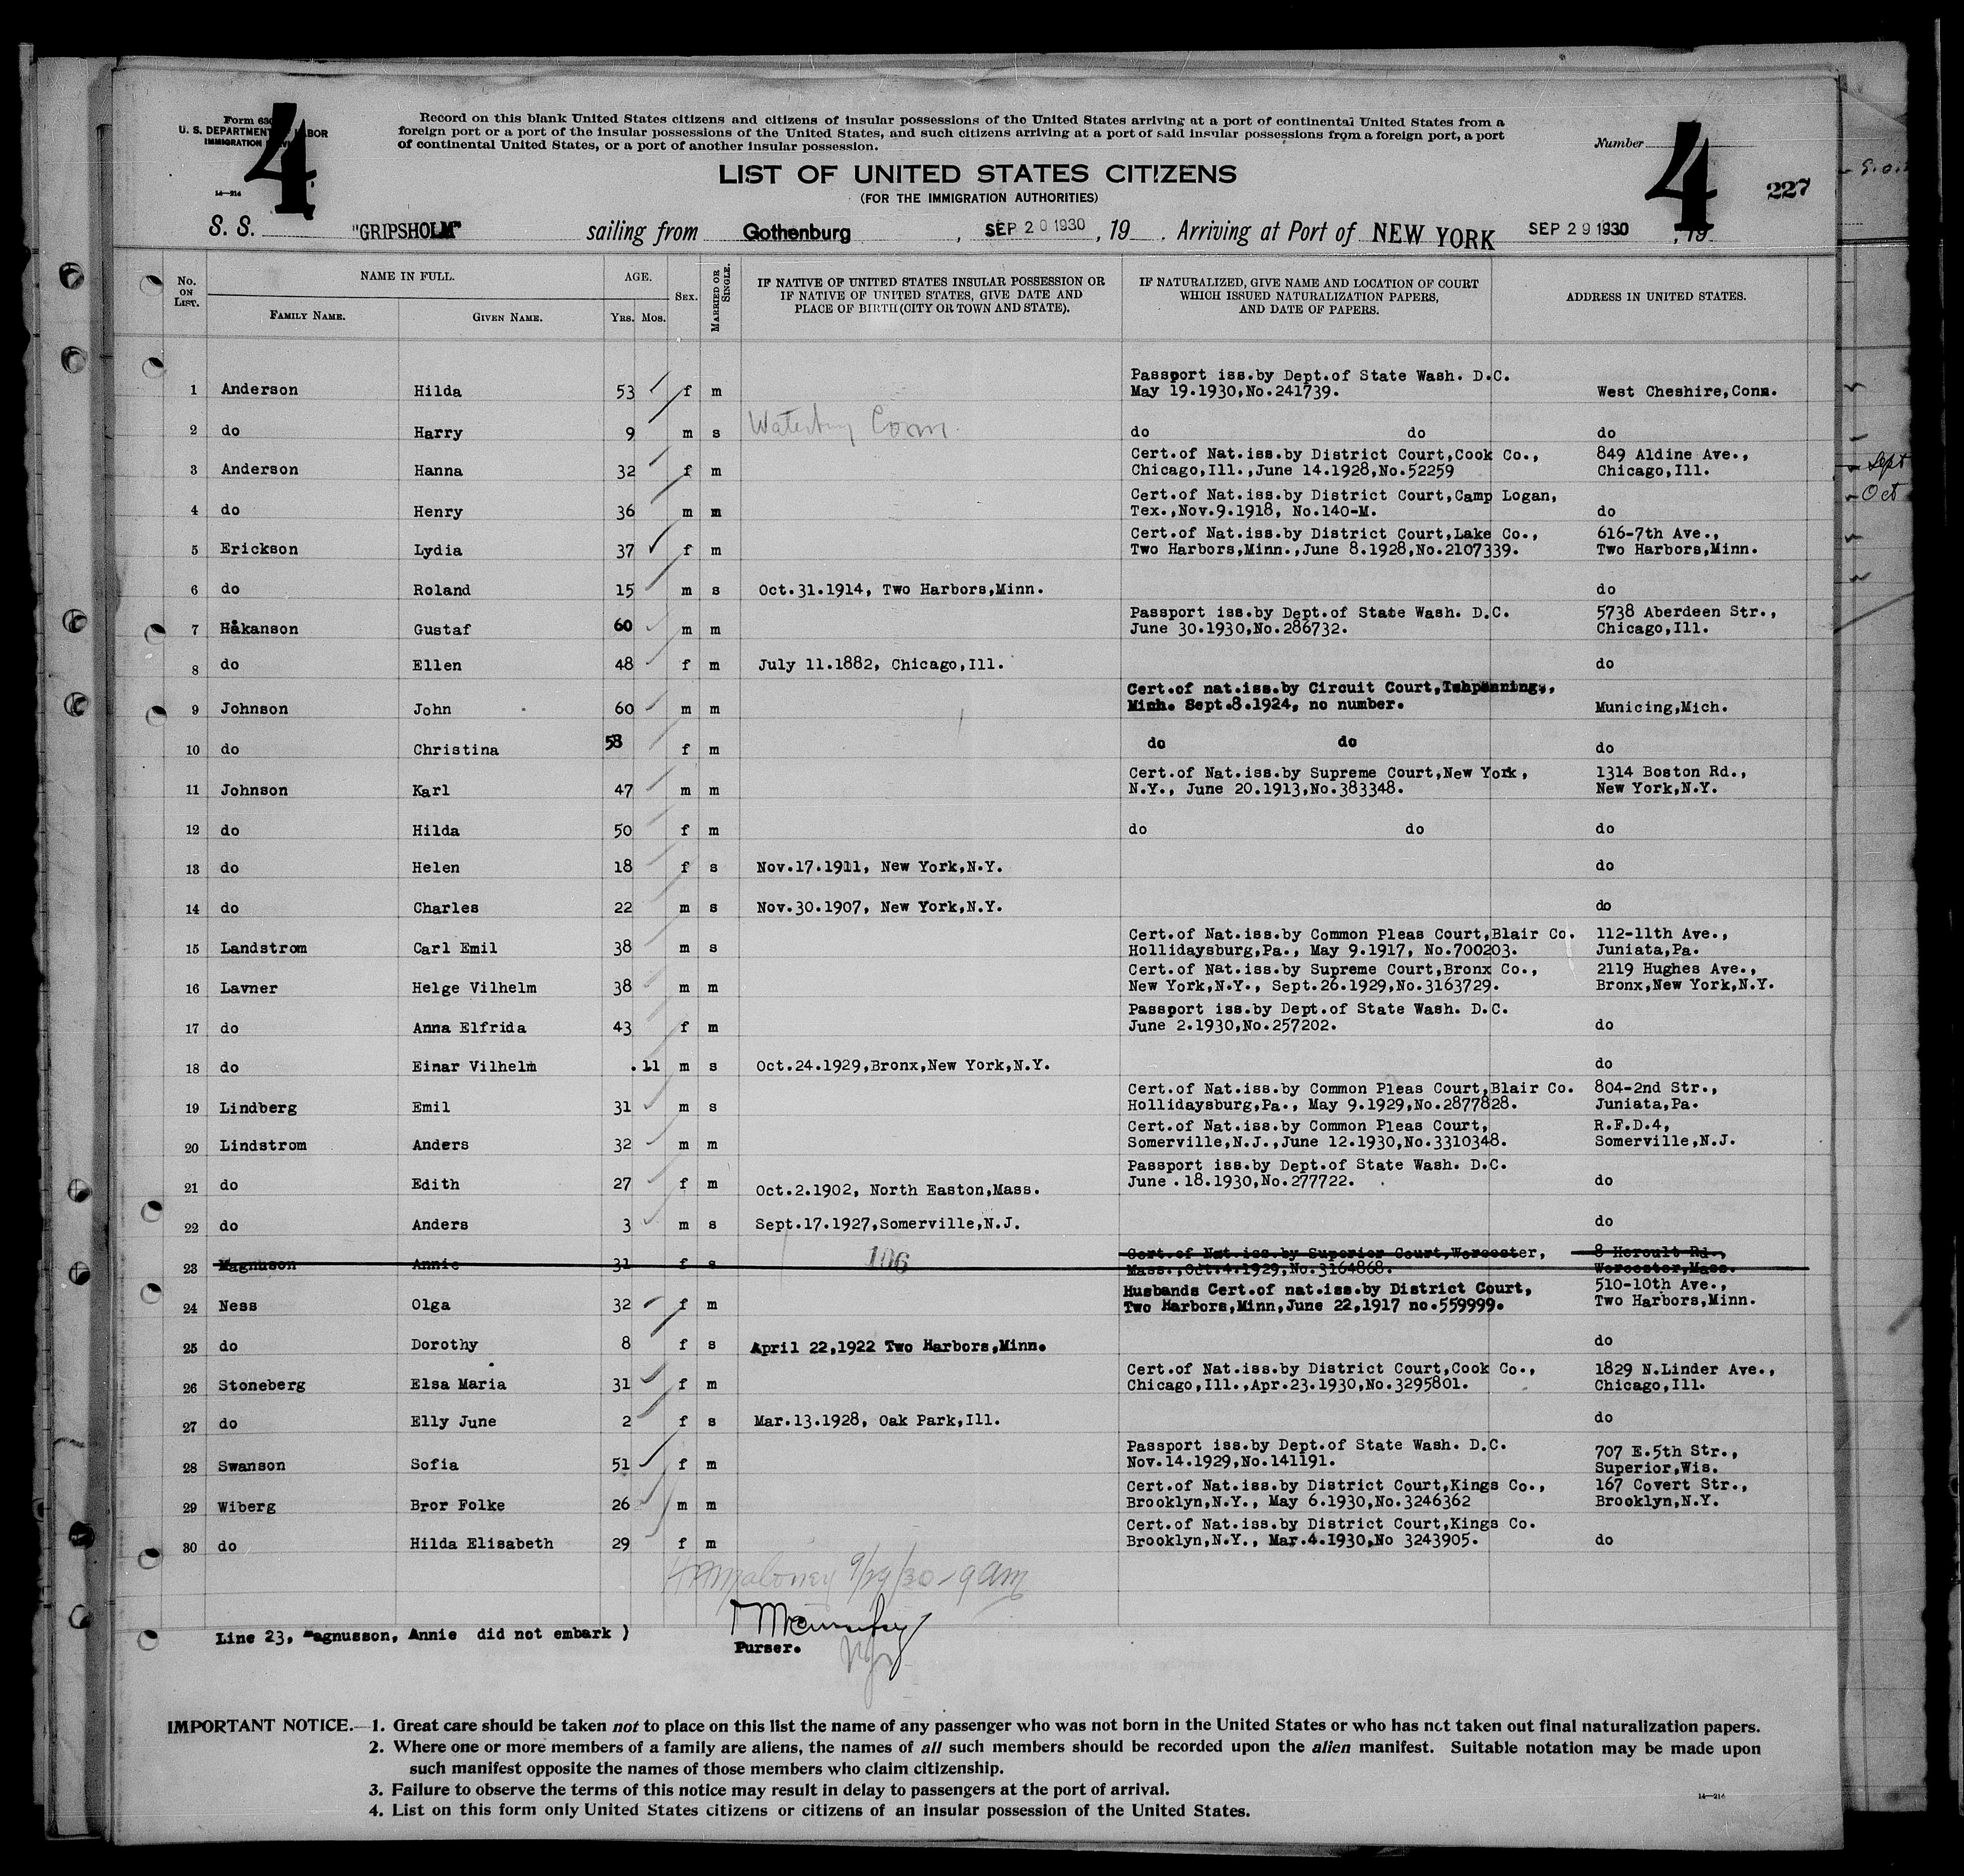 Form 630
U. S. DEPARTMENT OF LABOR
IMMIGRATION
14—214
4
Record on this blank United States citizens and citizens of insular possessions of the United States arriving at a port of continental United States from a
foreign port or a port of the insular possessions of the United States, and such citizens arriving at a port of said insular possessions from a foreign port, a port
of continental United States, or a port of another insular possession.
Number
4
227
LIST OF UNITED STATES CITIZENS
(FOR THE IMMIGRATION AUTHORITIES)
S. S. "GRIPSHOLM" sailing from Gothenburg, SEP 20 1930, 19 . Arriving at Port of NEW YORK SEP 29 1930, 19
No. ON LIST. NAME IN FULL. FAMILY NAME. GIVEN NAME. AGE. YRS. MOS. SEX. MARRIED OR SINGLE.
IF NATIVE OF UNITED STATES INSULAR POSSESSION OR
IF NATIVE OF UNITED STATES, GIVE DATE AND
PLACE OF BIRTH (CITY OR TOWN AND STATE).
IF NATURALIZED, GIVE NAME AND LOCATION OF COURT
WHICH ISSUED NATURALIZATION PAPERS,
AND DATE OF PAPERS.
ADDRESS IN UNITED STATES.
Passport iss.by Dept.of State Wash. D.C.
1 Anderson Hilda 53 f m May 19.1930,No.241739. West Cheshire,Conn.
2 do Harry 9 m s Waterbury Conn. do do do
Cert.of Nat.iss.by District Court,Cook Co., 849 Aldine Ave.,
3 Anderson Hanna 32 f m Chicago,Ill.,June 14.1928,No.52259 Chicago,Ill.
Cert.of Nat.iss.by District Court,Camp Logan,
4 do Henry 36 m m Tex.,Nov.9.1918, No.140-M. do
Cert.of Nat.iss.by District Court,Lake Co., 616-7th Ave.,
5 Erickson Lydia 37 f m Two Harbors,Minn.,June 8.1928,No.2107339. Two Harbors,Minn.
6 do Roland 15 m s Oct.31.1914, Two Harbors,Minn. do
Passport iss.by Dept.of State Wash. D.C. 5738 Aberdeen Str.,
7 Håkanson Gustaf 60 m m June 30.1930,No.286732. Chicago,Ill.
8 do Ellen 48 f m July 11.1882, Chicago,Ill. do
Cert.of nat.iss.by Circuit Court,
9 Johnson John 60 m m Mich. Sept.8.1924, no number. Municing,Mich.
10 do Christina 58 f m do do do
Cert.of Nat.iss.by Supreme Court,New York, 1314 Boston Rd.,
11 Johnson Karl 47 m m N.Y., June 20.1913,No.383348. New York,N.Y.
12 do Hilda 50 f m do do do
13 do Helen 18 f s Nov.17.1911, New York,N.Y. do
14 do Charles 22 m s Nov.30.1907, New York,N.Y. do
Cert.of Nat.iss.by Common Pleas Court,Blair Co. 112-11th Ave.,
15 Landstrom Carl Emil 38 m s Hollidaysburg,Pa., May 9.1917, No.700203. Juniata,Pa.
Cert.of Nat.iss.by Supreme Court,Bronx Co., 2119 Hughes Ave.,
16 Lavner Helge Vilhelm 38 m m New York,N.Y., Sept.26.1929,No.3163729. Bronx,New York,N.Y.
Passport iss.by Dept.of State Wash. D.C.
17 do Anna Elfrida 43 f m June 2.1930,No.257202. do
18 do Einar Vilhelm .11 m s Oct.24.1929,Bronx,New York,N.Y. do
Cert.of Nat.iss.by Common Pleas Court,Blair Co. 804-2nd Str.,
19 Lindberg Emil 31 m s Hollidaysburg,Pa., May 9.1929,No.2877828. Juniata,Pa.
Cert.of Nat.iss.by Common Pleas Court, R.F.D.4,
20 Lindstrom Anders 32 m m Somerville,N.J.,June 12.1930,No.3310348. Somerville,N.J.
Passport iss.by Dept.of State Wash. D.C.
21 do Edith 27 f m Oct.2.1902, North Easton,Mass. June .18.1930,No.277722. do
22 do Anders 3 m s Sept.17.1927,Somerville,N.J. do
Cert.of Nat.iss.by Superior Court,Worcester, 8 Heroult Rd.,
23 Magnuson Annie 31 f s 106 Mass.,Oct.4.1929,No.3164868. Worcester,Mass.
Husbands Cert.of nat.iss.by District Court, 510-10th Ave.,
24 Ness Olga 32 f m Two Harbors,Minn,June 22,1917 no.559999. Two Harbors,Minn.
25 do Dorothy 8 f s April 22,1922 Two Harbors,Minn. do
Cert.of Nat.iss.by District Court,Cook Co., 1829 N.Linder Ave.,
26 Stoneberg Elsa Maria 31 f m Chicago,Ill.,Apr.23.1930,No.3295801. Chicago,Ill.
27 do Elly June 2 f s Mar.13.1928, Oak Park,Ill. do
Passport iss.by Dept.of State Wash. D.C. 707 E.5th Str.,
28 Swanson Sofia 51 f m Nov.14.1929,No.141191. Superior,Wis.
Cert.of Nat.iss.by District Court,Kings Co., 167 Covert Str.,
29 Wiberg Bror Folke 26 m m Brooklyn,N.Y., May 6.1930,No.3246362 Brooklyn,N.Y.
Cert.of Nat.iss.by District Court,Kings Co.
30 do Hilda Elisabeth 29 f m Brooklyn,N.Y., Mar.4.1930,No 3243905. do
Maloney 9/29/30 - 9 am
Line 23, Magnusson, Annie did not embark )
Purser.
IMPORTANT NOTICE.—1. Great care should be taken not to place on this list the name of any passenger who was not born in the United States or who has not taken out final naturalization papers.
2. Where one or more members of a family are aliens, the names of all such members should be recorded upon the alien manifest. Suitable notation may be made upon
such manifest opposite the names of those members who claim citizenship.
3. Failure to observe the terms of this notice may result in delay to passengers at the port of arrival.
4. List on this form only United States citizens or citizens of an insular possession of the United States.
14—214
Sept
Oct